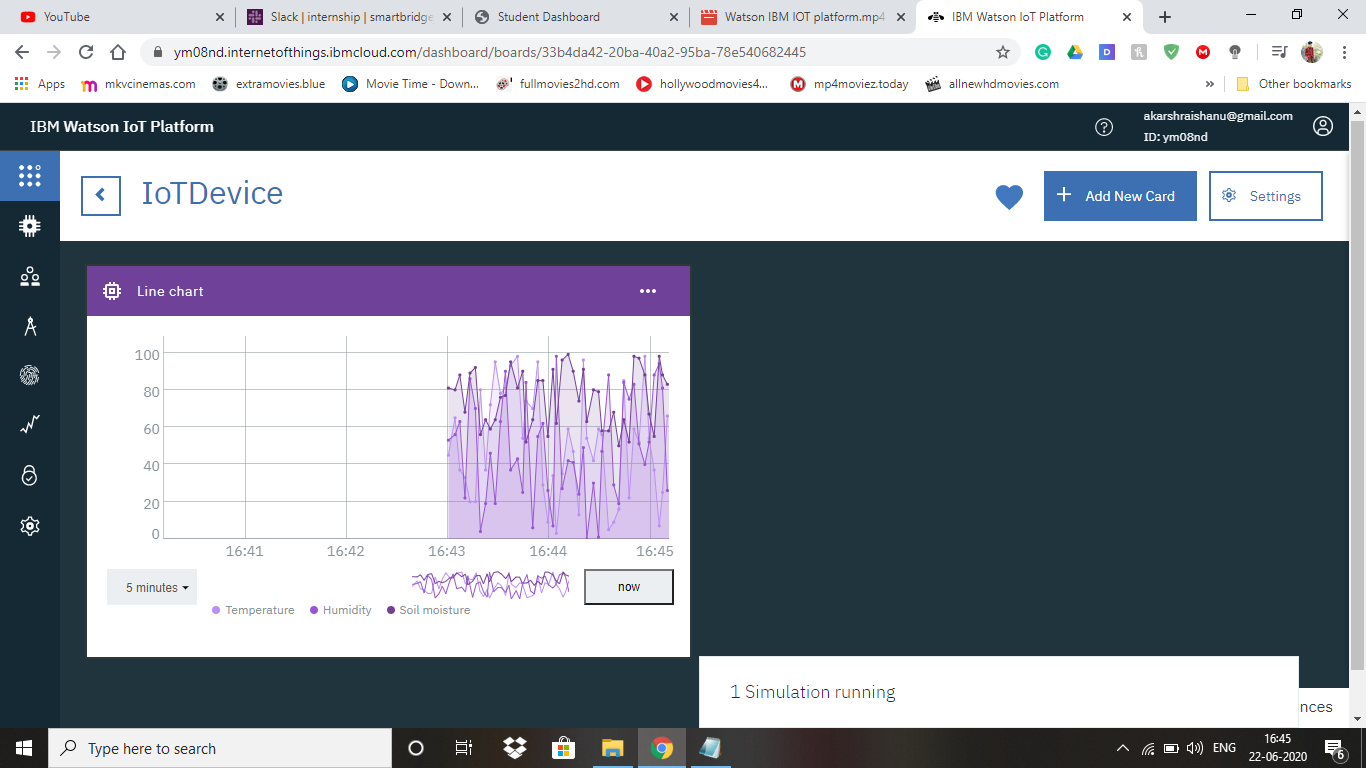 YouTube
Slack | internship | smartbridge
Student Dashboard
Watson IBM IOT platform.mp4
IBM Watson IoT Platform
ym08nd.internetofthings.ibmcloud.com/dashboard/boards/33b4da42-20ba-40a2-95ba-78e540682445
Apps
mkvcinemas.com
extramovies.blue
Movie Time - Down...
fullmovies2hd.com
hollywoodmovies4...
mp4moviez.today
allnewhdmovies.com
»
Other bookmarks
IBM Watson IoT Platform
akarshraishanu@gmail.com
ID: ym08nd
IoTDevice
Add New Card
Settings
Line chart
100
80
60
40
20
0
16:41 16:42 16:43 16:44 16:45
5 minutes
now
Temperature Humidity Soil moisture
1 Simulation running
nces
Type here to search
ENG
16:45
22-06-2020
6